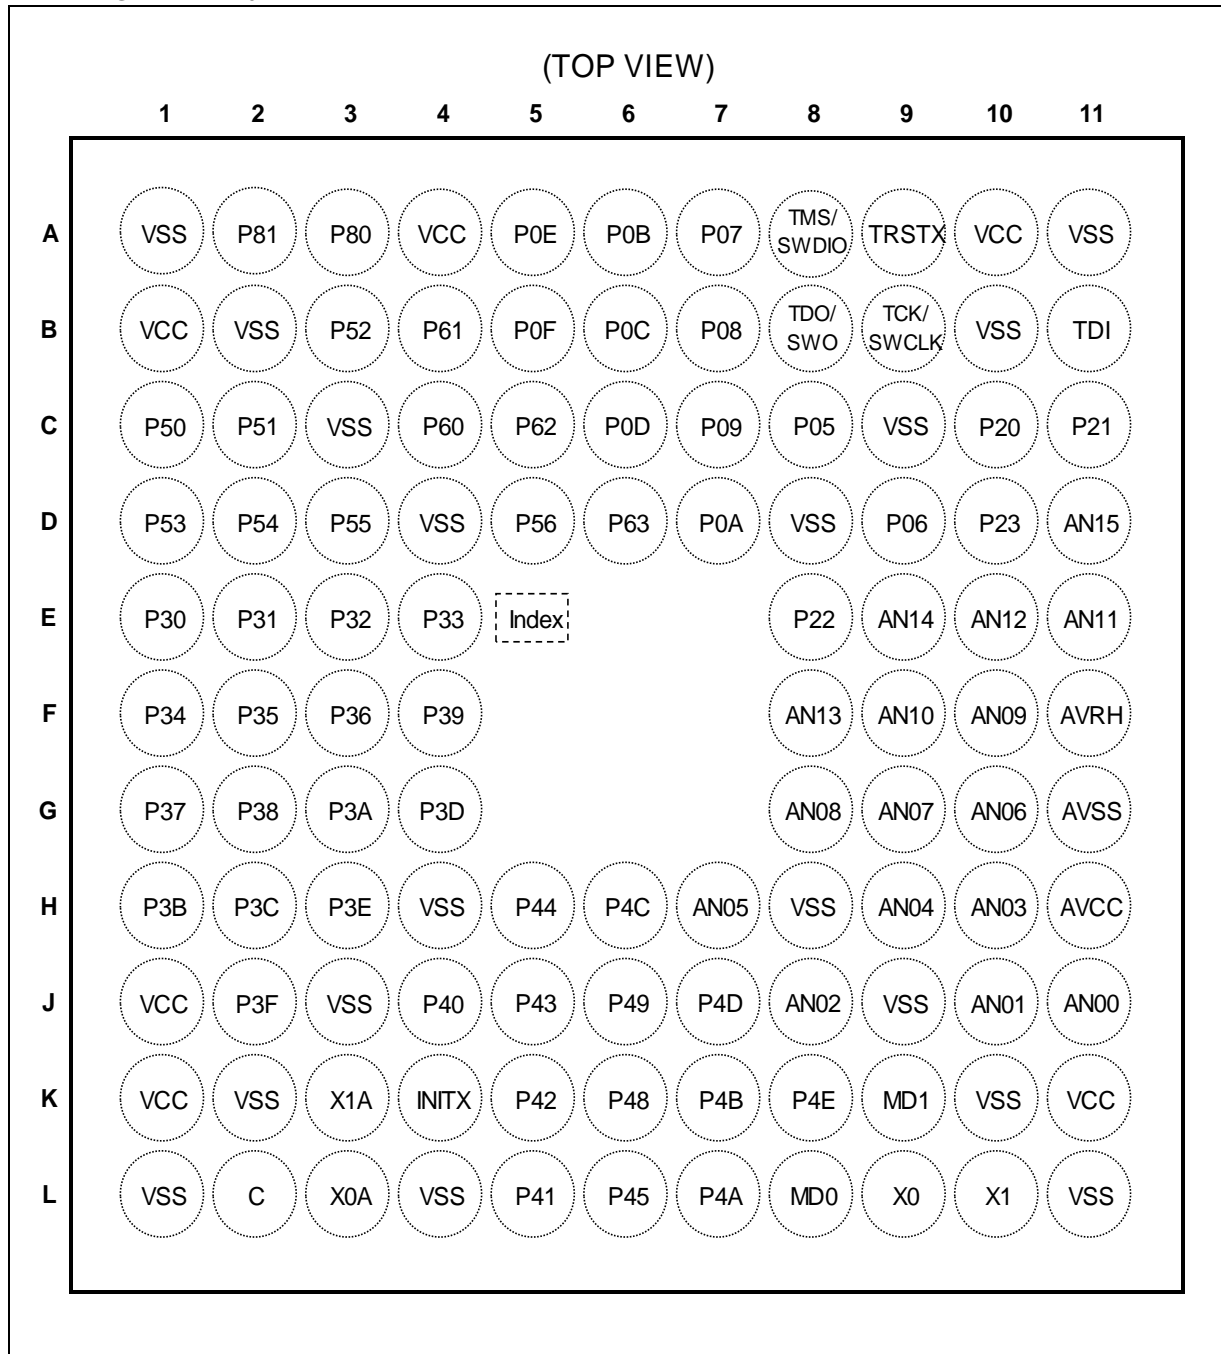 (TOP VIEW)
1 2 3 4 5 6 7 8 9 10 11
A VSS P81 P80 VCC P0E P0B P07 TMS/ SWDIO TRSTX VCC VSS
B VCC VSS P52 P61 P0F P0C P08 TDO/ SWO TCK/ SWCLK VSS TDI
C P50 P51 VSS P60 P62 P0D P09 P05 VSS P20 P21
D P53 P54 P55 VSS P56 P63 P0A VSS P06 P23 AN15
E P30 P31 P32 P33 Index P22 AN14 AN12 AN11
F P34 P35 P36 P39 AN13 AN10 AN09 AVRH
G P37 P38 P3A P3D AN08 AN07 AN06 AVSS
H P3B P3C P3E VSS P44 P4C AN05 VSS AN04 AN03 AVCC
J VCC P3F VSS P40 P43 P49 P4D AN02 VSS AN01 AN00
K VCC VSS X1A INITX P42 P48 P4B P4E MD1 VSS VCC
L VSS C X0A VSS P41 P45 P4A MD0 X0 X1 VSS